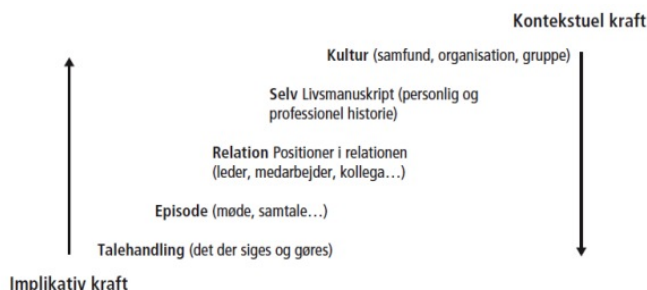 Kontekstuel kraft
Kultur (samfund, organisation, gruppe)
Selv Livsmanuskript (personlig og
professionel historie)
Relation Positioner i relationen
(leder, medarbejder, kollega…)
Episode (møde, samtale…)
Talehandling (det der siges og gøres)
Implikativ kraft